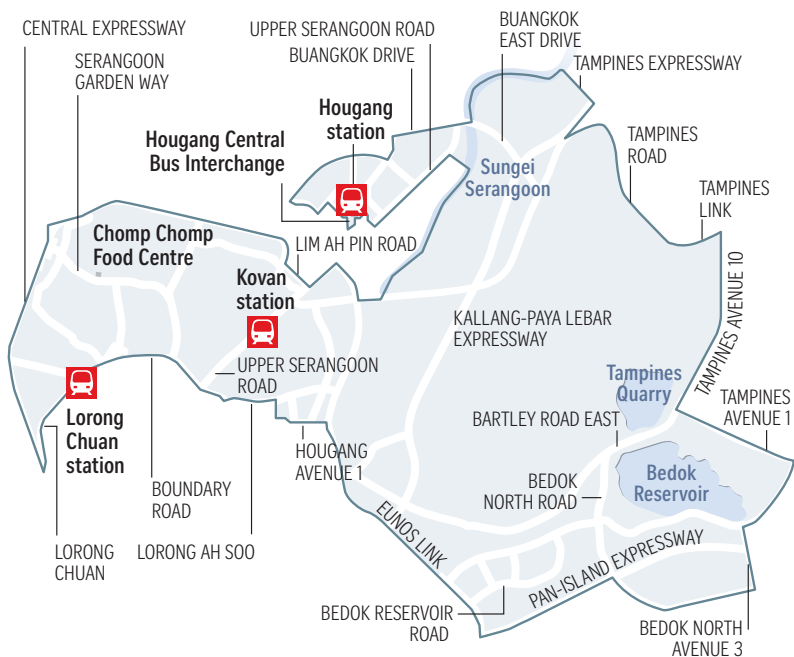 CENTRAL EXPRESSWAY
SERANGOON
GARDEN WAY
UPPER SERANGOON ROAD
BUANGKOK DRIVE
BUANGKOK
EAST DRIVE
TAMPINES EXPRESSWAY
Hougang
station
Hougang Central
Bus Interchange
Sungei
Serangoon
TAMPINES
ROAD
TAMPINES
LINK
Chomp Chomp
Food Centre
LIM AH PIN ROAD
Kovan
station
KALLANG-PAYA LEBAR
EXPRESSWAY
TAMPINES AVENUE 10
UPPER SERANGOON
ROAD
Tampines
Quarry
TAMPINES
AVENUE 1
Lorong
Chuan
station
BARTLEY ROAD EAST
HOUGANG
AVENUE 1
BEDOK
NORTH ROAD
Bedok
Reservoir
BOUNDARY
ROAD
EUNOS LINK
LORONG
CHUAN
LORONG AH SOO
PAN-ISLAND EXPRESSWAY
BEDOK RESERVOIR
ROAD
BEDOK NORTH
AVENUE 3